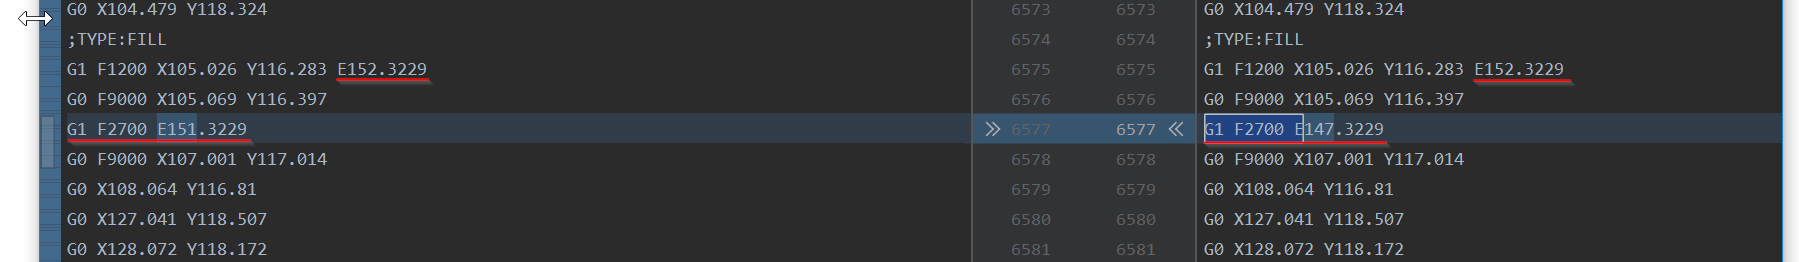 G0 X104.479 Y118.324 6573 6573 G0 X104.479 Y118.324
;TYPE:FILL 6574 6574 ;TYPE:FILL
G1 F1200 X105.026 Y116.283 E152.3229 6575 6575 G1 F1200 X105.026 Y116.283 E152.3229
G0 F9000 X105.069 Y116.397 6576 6576 G0 F9000 X105.069 Y116.397
G1 F2700 E151.3229 >> 6577 6577 << G1 F2700 E147.3229
G0 F9000 X107.001 Y117.014 6578 6578 G0 F9000 X107.001 Y117.014
G0 X108.064 Y116.81 6579 6579 G0 X108.064 Y116.81
G0 X127.041 Y118.507 6580 6580 G0 X127.041 Y118.507
G0 X128.072 Y118.172 6581 6581 G0 X128.072 Y118.172